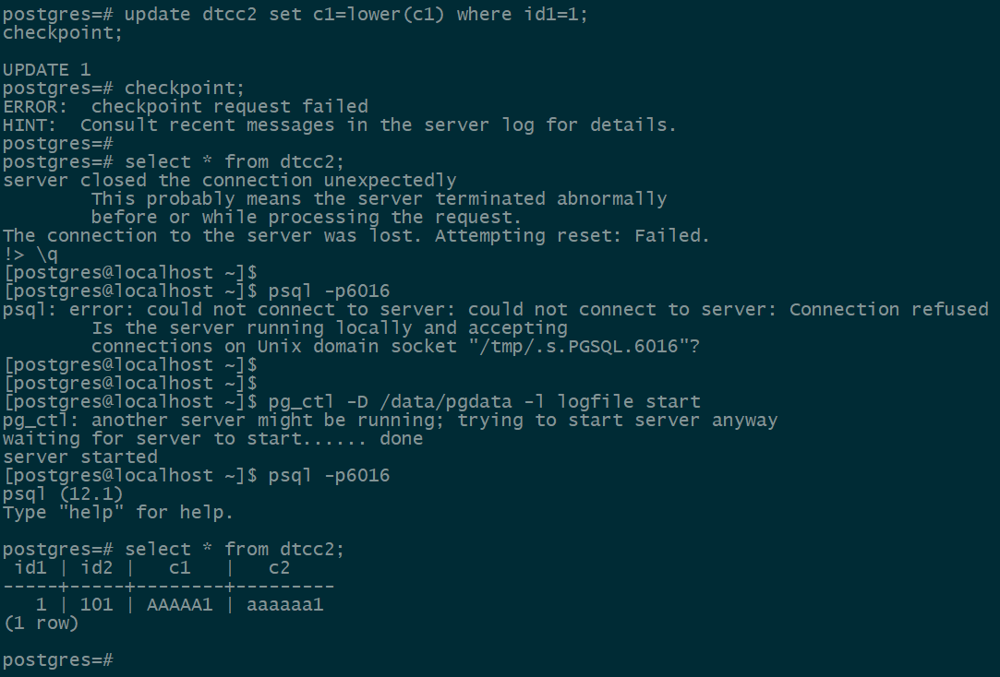 postgres=# update dtcc2 set c1=lower(c1) where id1=1;
checkpoint;
UPDATE 1
postgres=# checkpoint;
ERROR:  checkpoint request failed
HINT:  Consult recent messages in the server log for details.
postgres=#
postgres=# select * from dtcc2;
server closed the connection unexpectedly
        This probably means the server terminated abnormally
        before or while processing the request.
The connection to the server was lost. Attempting reset: Failed.
!> \q
[postgres@localhost ~]$
[postgres@localhost ~]$ psql -p6016
psql: error: could not connect to server: could not connect to server: Connection refused
        Is the server running locally and accepting
        connections on Unix domain socket "/tmp/.s.PGSQL.6016"?
[postgres@localhost ~]$
[postgres@localhost ~]$
[postgres@localhost ~]$ pg_ctl -D /data/pgdata -l logfile start
pg_ctl: another server might be running; trying to start server anyway
waiting for server to start...... done
server started
[postgres@localhost ~]$ psql -p6016
psql (12.1)
Type "help" for help.
postgres=# select * from dtcc2;
 id1 | id2 |   c1   |   c2
-----+-----+--------+---------
   1 | 101 | AAAAA1 | aaaaaa1
(1 row)
postgres=#